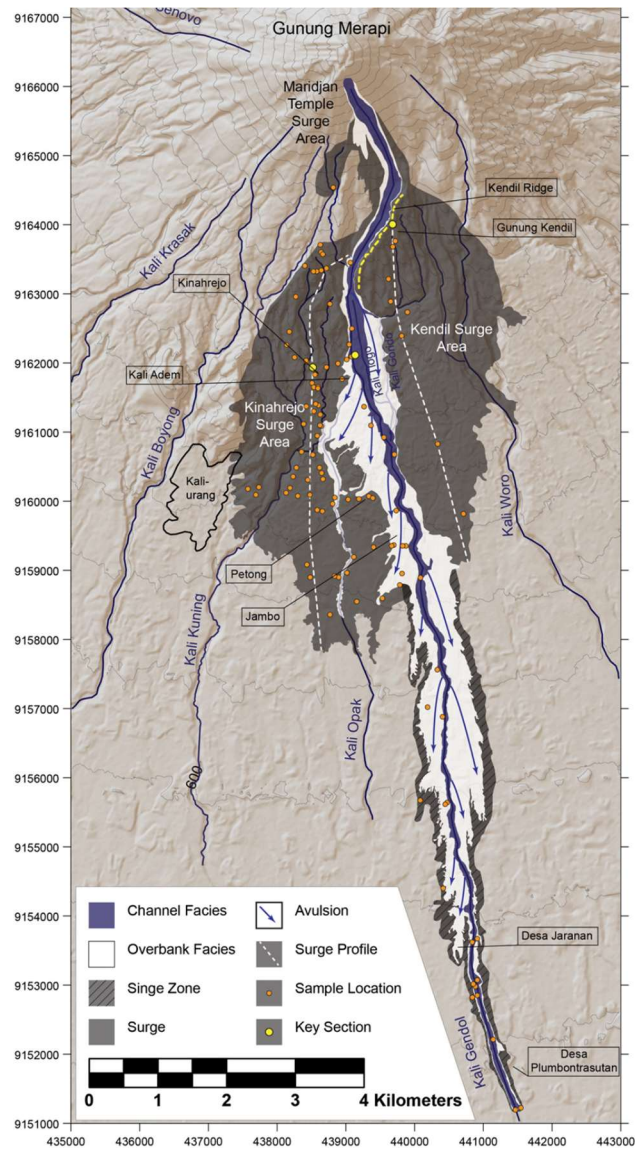 9167000
Senovo
Gunung Merapi
9166000
Maridjan
Temple
Surge
Area
9165000
Kendil Ridge
9164000
Gunung Kendil
Kali Krasak
Kinahrejo
9163000
Kendil Surge
Area
9162000
Kali Adem
Kinahrejo
Surge
Area
9161000
Kali Boyong
Kali-
urang
9160000
Kali Woro
Petong
9159000
Jambo
9158000
Kali Kuning
Kali Opak
9157000
9156000
600
9155000
Channel Facies
Avulsion
9154000
Overbank Facies
Surge Profile
Desa Jaranan
Singe Zone
Sample Location
9153000
Surge
Key Section
9152000
Kali Gendol
Desa
Plumbontrasutan
0 1 2 3 4 Kilometers
9151000
435000 436000 437000 438000 439000 440000 441000 442000 443000